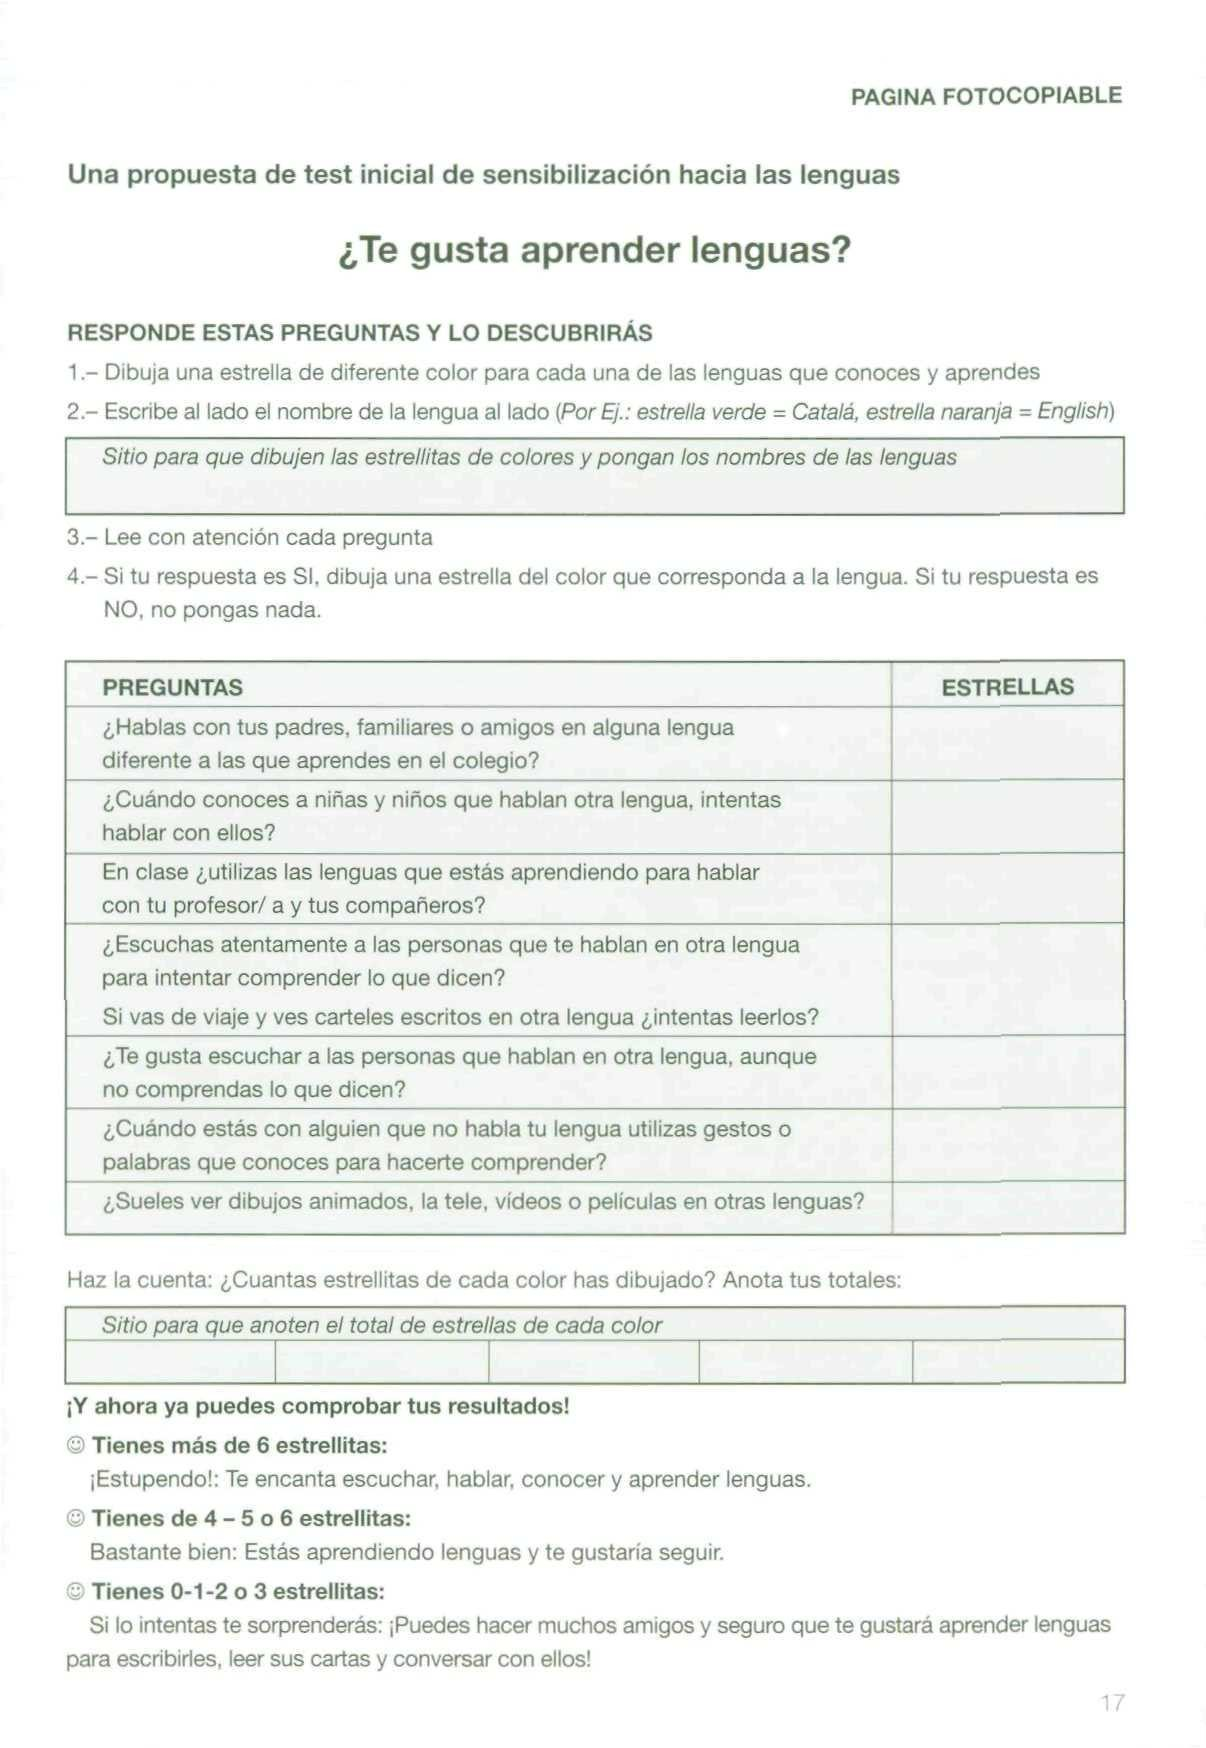 PAGINA FOTOCOPIABLE
Una propuesta de test inicial de sensibilización hacia las lenguas
¿Te gusta aprender lenguas?
RESPONDE ESTAS PREGUNTAS Y LO DESCUBRIRÁS
1.– Dibuja una estrella de diferente color para cada una de las lenguas que conoces y aprendes
2.– Escribe al lado el nombre de la lengua al lado (Por Ej.: estrella verde = Catalá, estrella naranja = English)
Sitio para que dibujen las estrellitas de colores y pongan los nombres de las lenguas
3.– Lee con atención cada pregunta
4.– Si tu respuesta es SI, dibuja una estrella del color que corresponda a la lengua. Si tu respuesta es
NO, no pongas nada.
PREGUNTAS ESTRELLAS
¿Hablas con tus padres, familiares o amigos en alguna lengua
diferente a las que aprendes en el colegio?
¿Cuándo conoces a niñas y niños que hablan otra lengua, intentas
hablar con ellos?
En clase ¿utilizas las lenguas que estás aprendiendo para hablar
con tu profesor/ a y tus compañeros?
¿Escuchas atentamente a las personas que te hablan en otra lengua
para intentar comprender lo que dicen?
Si vas de viaje y ves carteles escritos en otra lengua ¿intentas leerlos?
¿Te gusta escuchar a las personas que hablan en otra lengua, aunque
no comprendas lo que dicen?
¿Cuándo estás con alguien que no habla tu lengua utilizas gestos o
palabras que conoces para hacerte comprender?
¿Sueles ver dibujos animados, la tele, vídeos o películas en otras lenguas?
Haz la cuenta: ¿Cuantas estrellitas de cada color has dibujado? Anota tus totales:
Sitio para que anoten el total de estrellas de cada color
¡Y ahora ya puedes comprobar tus resultados!
☺ Tienes más de 6 estrellitas:
¡Estupendo!: Te encanta escuchar, hablar, conocer y aprender lenguas.
☺ Tienes de 4 – 5 o 6 estrellitas:
Bastante bien: Estás aprendiendo lenguas y te gustaría seguir.
☺ Tienes 0-1-2 o 3 estrellitas:
Si lo intentas te sorprenderás: ¡Puedes hacer muchos amigos y seguro que te gustará aprender lenguas
para escribirles, leer sus cartas y conversar con ellos!
17